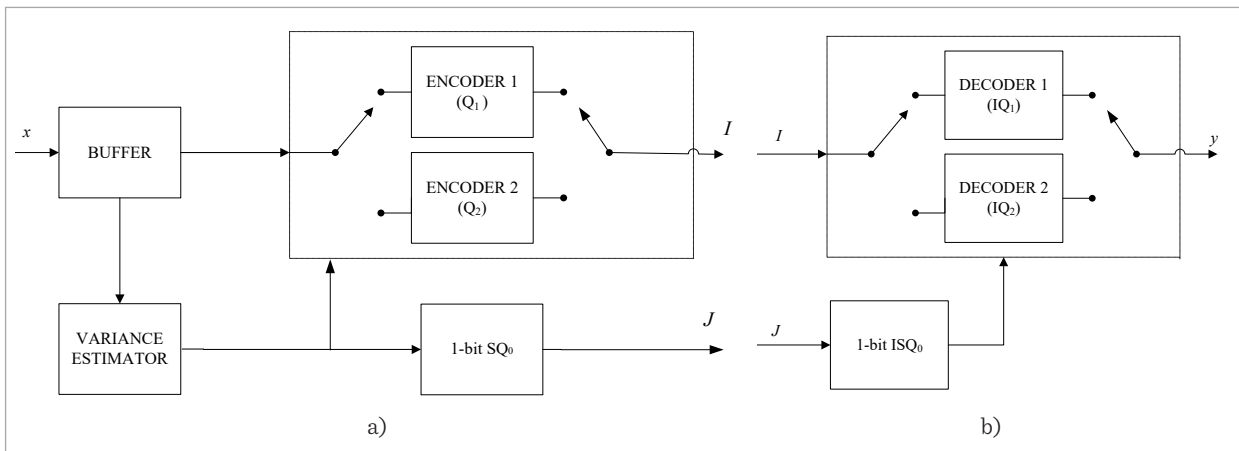 x
BUFFER
ENCODER 1
(Q₁ )
ENCODER 2
(Q₂)
I
VARIANCE
ESTIMATOR
1-bit SQ₀
J
a)
I
DECODER 1
(IQ₁)
DECODER 2
(IQ₂)
y
J
1-bit ISQ₀
b)